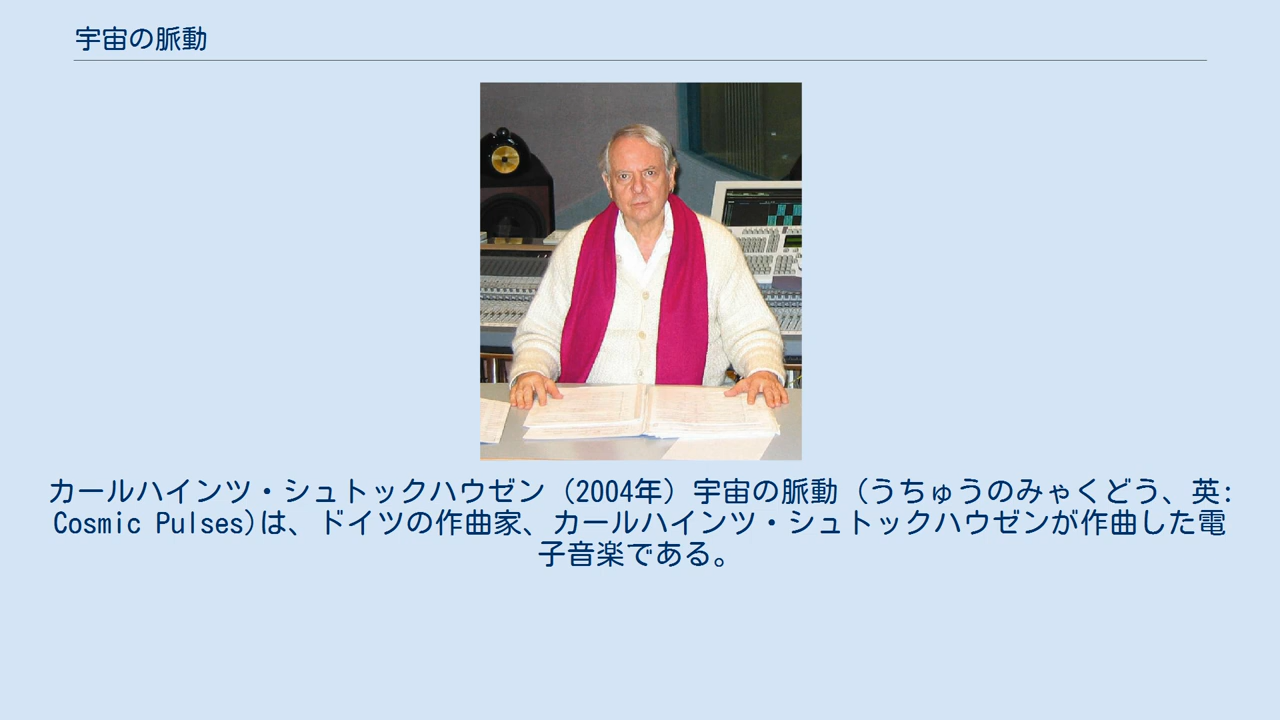 宇宙の脈動
カールハインツ・シュトックハウゼン（2004年）宇宙の脈動（うちゅうのみゃくどう、英:
Cosmic Pulses)は、ドイツの作曲家、カールハインツ・シュトックハウゼンが作曲した電
子音楽である。